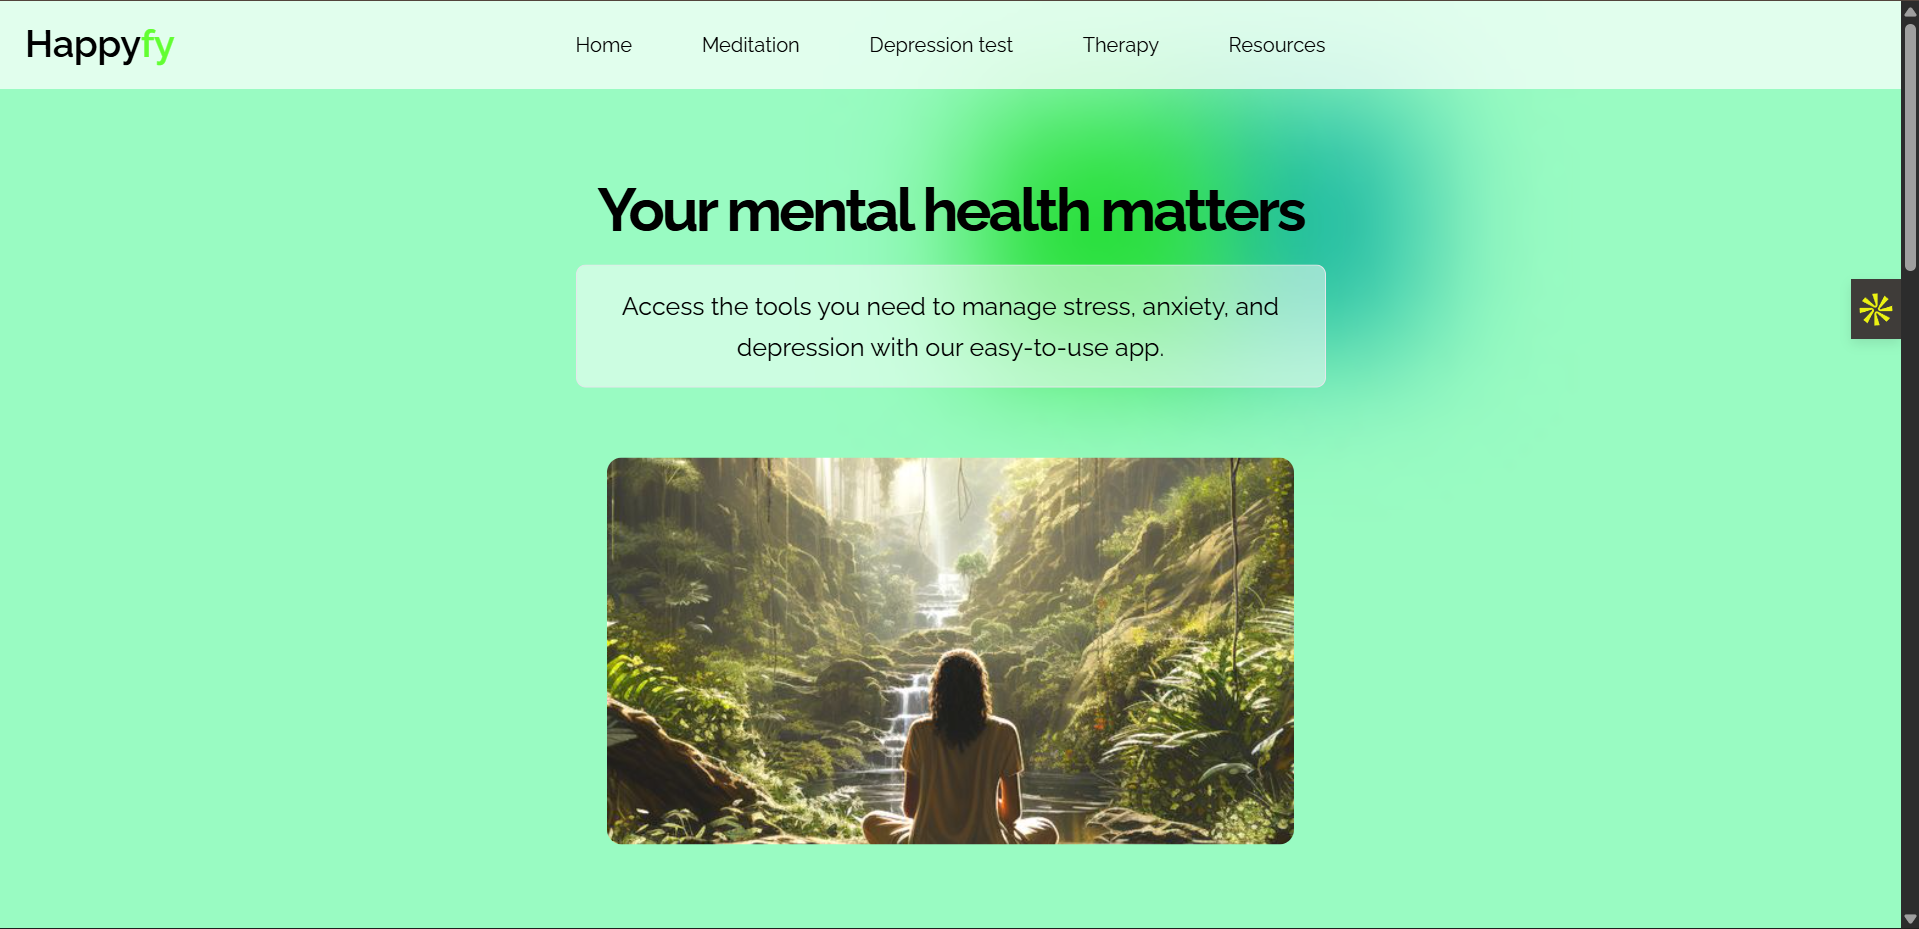 Happyfy
Home Meditation Depression test Therapy Resources
Your mental health matters
Access the tools you need to manage stress, anxiety, and
depression with our easy-to-use app.